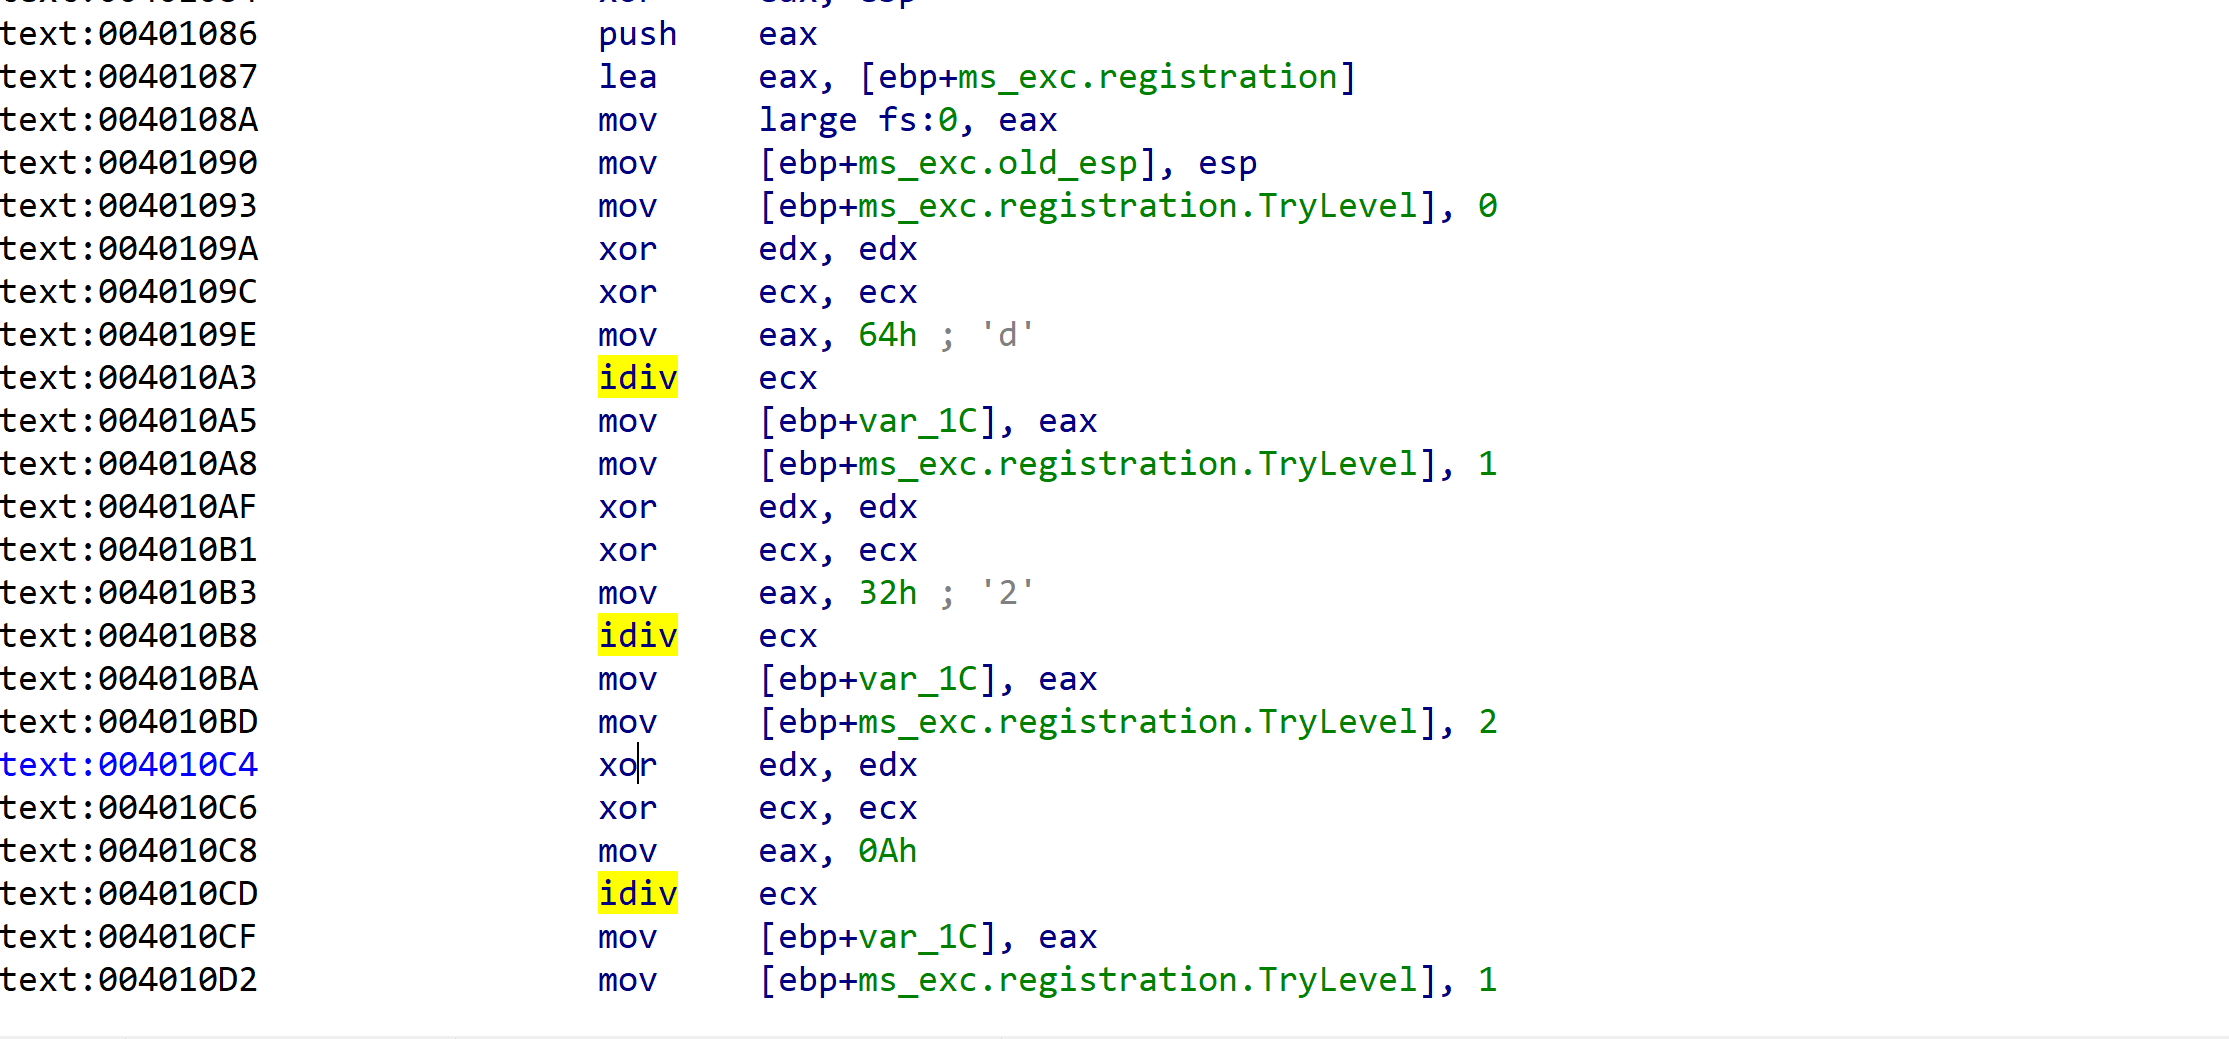 text:00401086 push eax
text:00401087 lea eax, [ebp+ms_exc.registration]
text:0040108A mov large fs:0, eax
text:00401090 mov [ebp+ms_exc.old_esp], esp
text:00401093 mov [ebp+ms_exc.registration.TryLevel], 0
text:0040109A xor edx, edx
text:0040109C xor ecx, ecx
text:0040109E mov eax, 64h ; 'd'
text:004010A3 idiv ecx
text:004010A5 mov [ebp+var_1C], eax
text:004010A8 mov [ebp+ms_exc.registration.TryLevel], 1
text:004010AF xor edx, edx
text:004010B1 xor ecx, ecx
text:004010B3 mov eax, 32h ; '2'
text:004010B8 idiv ecx
text:004010BA mov [ebp+var_1C], eax
text:004010BD mov [ebp+ms_exc.registration.TryLevel], 2
text:004010C4 xor edx, edx
text:004010C6 xor ecx, ecx
text:004010C8 mov eax, 0Ah
text:004010CD idiv ecx
text:004010CF mov [ebp+var_1C], eax
text:004010D2 mov [ebp+ms_exc.registration.TryLevel], 1